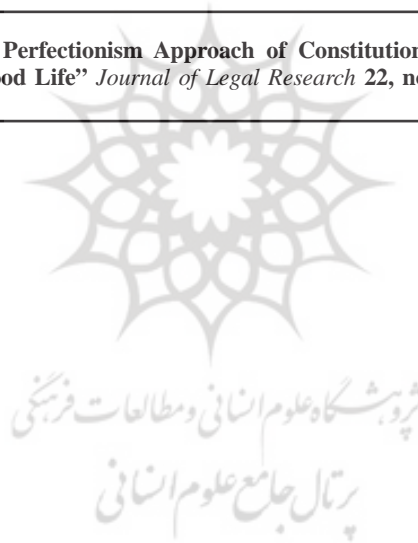 Perfectionism Approach of Constitution
od Life” Journal of Legal Research 22, no
پژوهشگاه علوم انسانی و مطالعات فرهنگی
پرتال جامع علوم انسانی